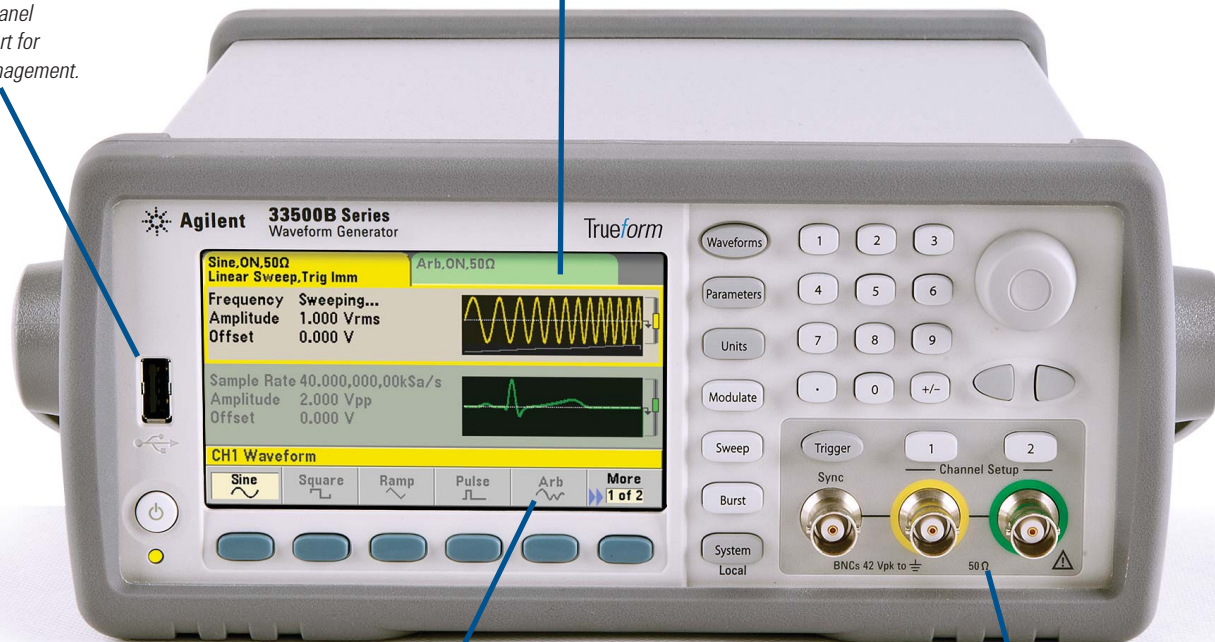 anel
rt for
nagement.
Agilent
33500B Series
Waveform Generator
Trueform
Sine,ON,50Ω
Linear Sweep,Trig Imm
Arb,ON,50Ω
Frequency Sweeping...
Amplitude 1.000 Vrms
Offset 0.000 V
Sample Rate 40.000,000,00kSa/s
Amplitude 2.000 Vpp
Offset 0.000 V
CH1 Waveform
Sine
Square
Ramp
Pulse
Arb
More
1 of 2
Waveforms
Parameters
Units
Modulate
Sweep
Burst
System
Local
1 2 3
4 5 6
7 8 9
. 0 +/-
Trigger
1
2
Channel Setup
Sync
BNCs 42 Vpk to ⏚
50 Ω